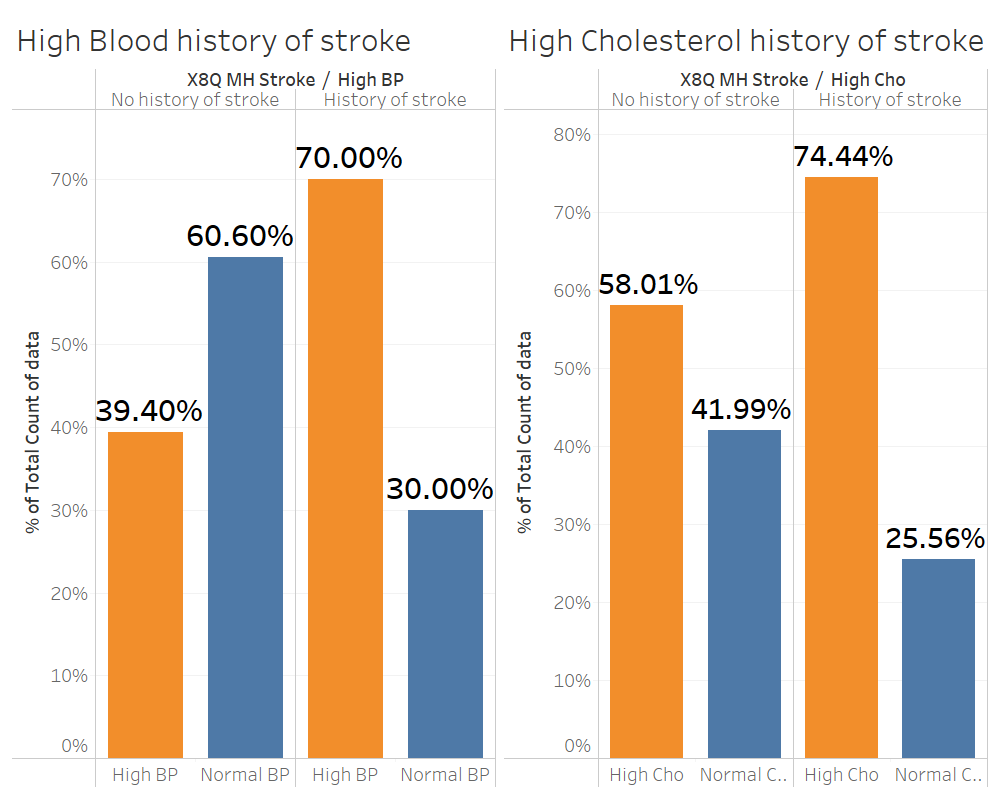 High Blood history of stroke
X8Q MH Stroke / High BP
No history of stroke
History of stroke
% of Total Count of data
70%
60%
50%
40%
30%
20%
10%
0%
39.40%
60.60%
70.00%
30.00%
High BP
Normal BP
High BP
Normal BP
High Cholesterol history of stroke
X8Q MH Stroke / High Cho
No history of stroke
History of stroke
% of Total Count of data
80%
70%
60%
50%
40%
30%
20%
10%
0%
58.01%
41.99%
74.44%
25.56%
High Cho
Normal C..
High Cho
Normal C..